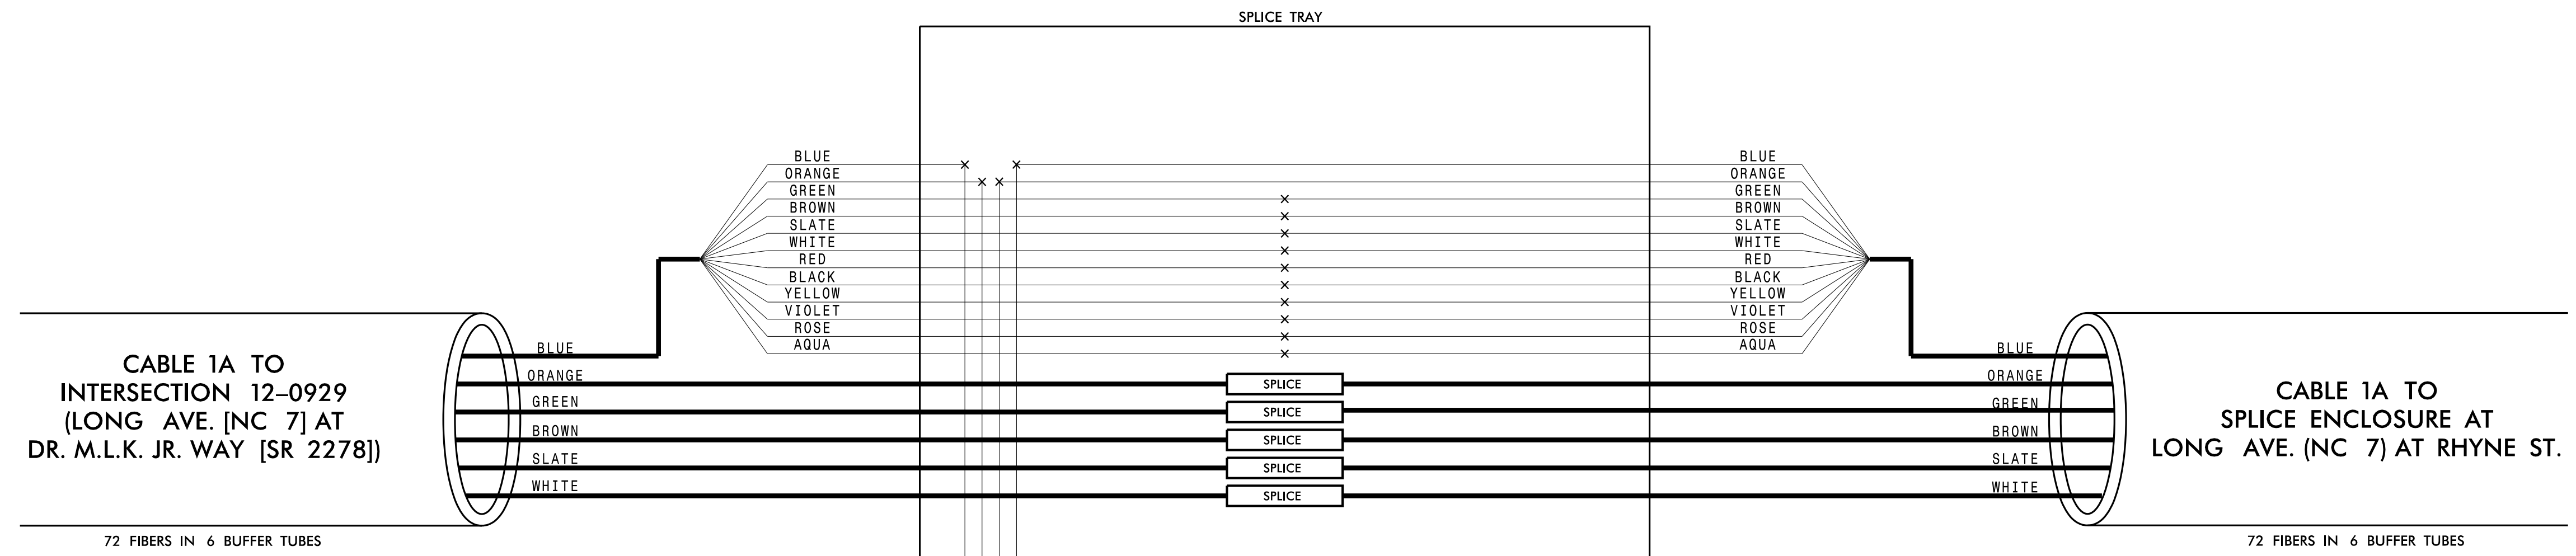 SPLICE TRAY
BLUE
ORANGE
GREEN
BROWN
SLATE
WHITE
RED
BLACK
YELLOW
VIOLET
ROSE
AQUA
BLUE
ORANGE
GREEN
BROWN
SLATE
WHITE
RED
BLACK
YELLOW
VIOLET
ROSE
AQUA
CABLE 1A TO
INTERSECTION 12–0929
(LONG AVE. [NC 7] AT
DR. M.L.K. JR. WAY [SR 2278])
72 FIBERS IN 6 BUFFER TUBES
BLUE
ORANGE
GREEN
BROWN
SLATE
WHITE
SPLICE
SPLICE
SPLICE
SPLICE
SPLICE
BLUE
ORANGE
GREEN
BROWN
SLATE
WHITE
CABLE 1A TO
SPLICE ENCLOSURE AT
LONG AVE. (NC 7) AT RHYNE ST.
72 FIBERS IN 6 BUFFER TUBES